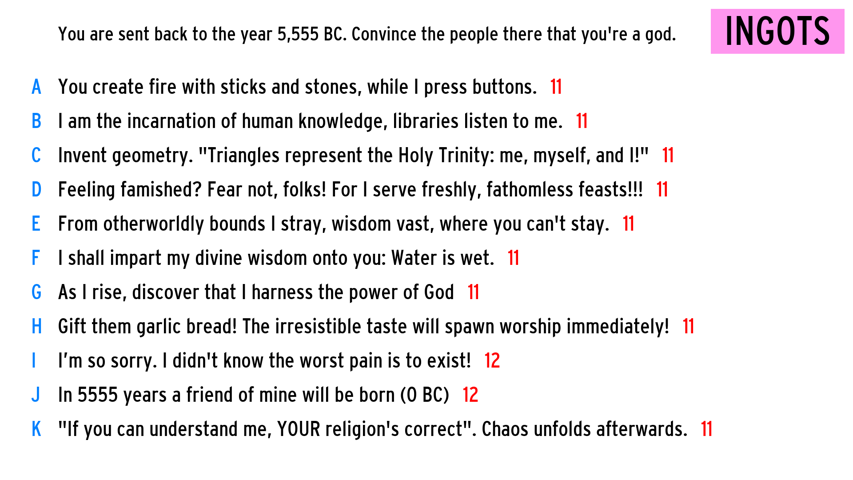 You are sent back to the year 5,555 BC. Convince the people there that you're a god.
INGOTS
A You create fire with sticks and stones, while I press buttons. 11
B I am the incarnation of human knowledge, libraries listen to me. 11
C Invent geometry. "Triangles represent the Holy Trinity: me, myself, and I!" 11
D Feeling famished? Fear not, folks! For I serve freshly, fathomless feasts!!! 11
E From otherworldly bounds I stray, wisdom vast, where you can't stay. 11
F I shall impart my divine wisdom onto you: Water is wet. 11
G As I rise, discover that I harness the power of God 11
H Gift them garlic bread! The irresistible taste will spawn worship immediately! 11
I I’m so sorry. I didn't know the worst pain is to exist! 12
J In 5555 years a friend of mine will be born (0 BC) 12
K "If you can understand me, YOUR religion's correct". Chaos unfolds afterwards. 11